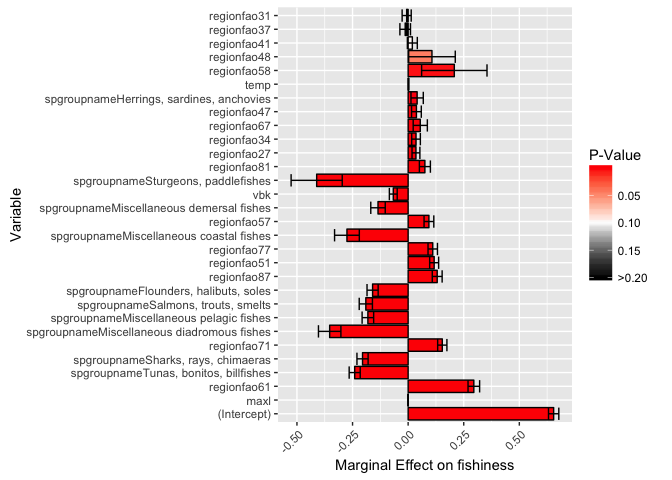 regionfao31
regionfao37
regionfao41
regionfao48
regionfao58
temp
spgroupnameHerrings, sardines, anchovies
regionfao47
regionfao67
regionfao34
regionfao27
regionfao81
spgroupnameSturgeons, paddlefishes
vbk
spgroupnameMiscellaneous demersal fishes
regionfao57
spgroupnameMiscellaneous coastal fishes
regionfao77
regionfao51
regionfao87
spgroupnameFlounders, halibuts, soles
spgroupnameSalmons, trouts, smelts
spgroupnameMiscellaneous pelagic fishes
spgroupnameMiscellaneous diadromous fishes
regionfao71
spgroupnameSharks, rays, chimaeras
spgroupnameTunas, bonitos, billfishes
regionfao61
maxl
(Intercept)
Variable
-0.50
-0.25
0.00
0.25
0.50
Marginal Effect on fishiness
P-Value
0.05
0.10
0.15
>0.20